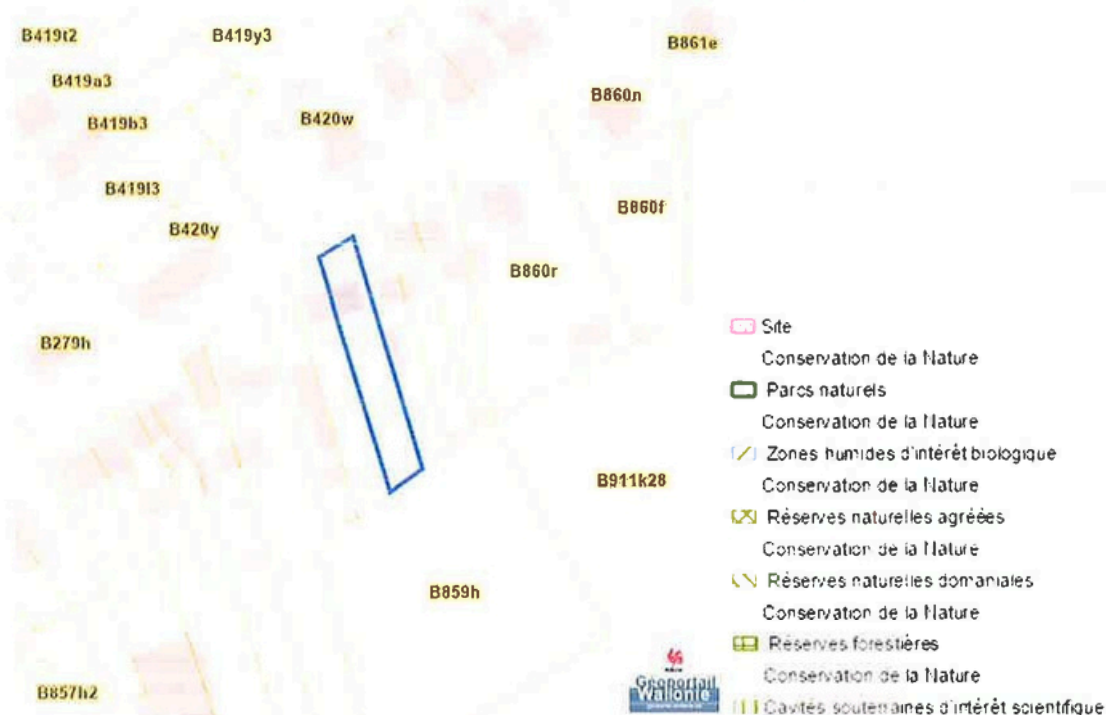 B419t2
B419y3
B861e
B419a3
B860n
B419b3
B420w
B419l3
B860f
B420y
B860r
B279h
B911k28
B859h
B857h2
Site
Conservation de la Nature
Parcs naturels
Conservation de la Nature
Zones humides d'intérêt biologique
Conservation de la Nature
Réserves naturelles agréées
Conservation de la Nature
Réserves naturelles domaniales
Conservation de la Nature
Réserves forestières
Conservation de la Nature
Cavités souterraines d'intérêt scientifique
Géoportail
Wallonie